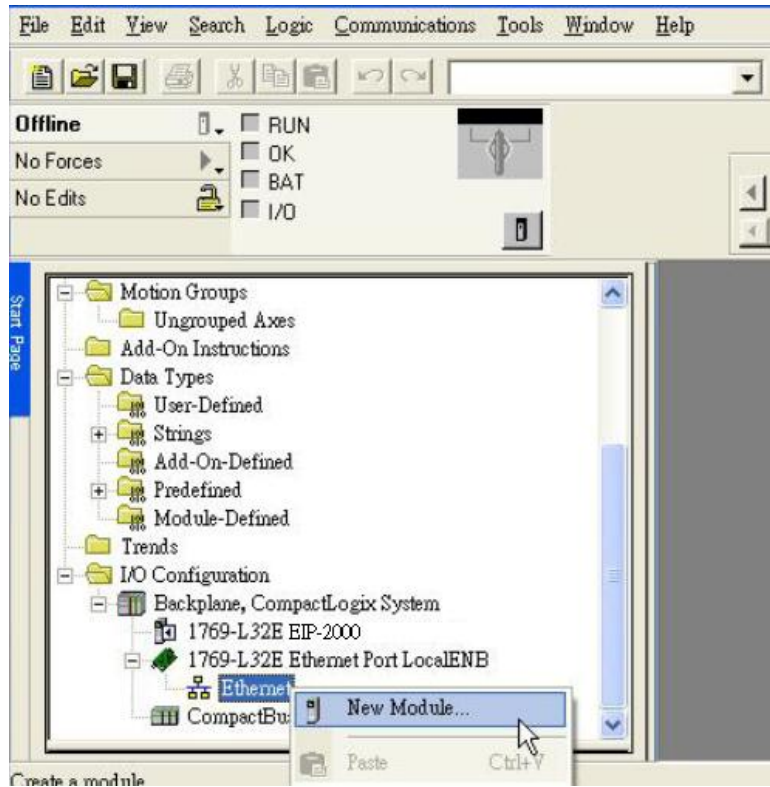 File Edit View Search Logic Communications Tools Window Help
Offline
RUN
No Forces
OK
No Edits
BAT
I/O
Start Page
Motion Groups
Ungrouped Axes
Add-On Instructions
Data Types
User-Defined
Strings
Add-On-Defined
Predefined
Module-Defined
Trends
I/O Configuration
Backplane, CompactLogix System
1769-L32E EIP-2000
1769-L32E Ethernet Port LocalENB
Ethernet
New Module...
CompactBu
Paste Ctrl+V
Create a module